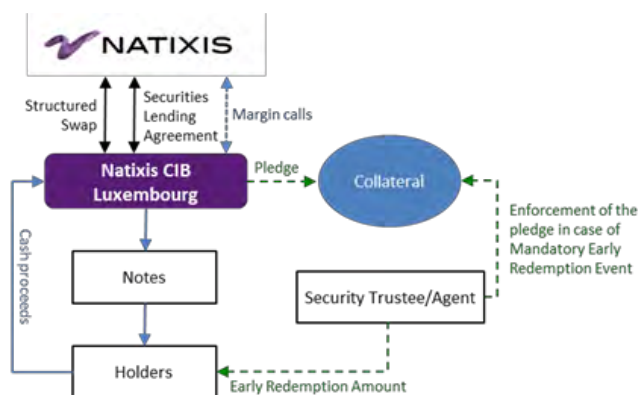 NATIXIS
Structured
Swap
Securities
Lending
Agreement
Margin calls
Natixis CIB
Luxembourg
Pledge
Collateral
Enforcement of the
pledge in case of
Mandatory Early
Redemption Event
Cash proceeds
Notes
Security Trustee/Agent
Holders
Early Redemption Amount